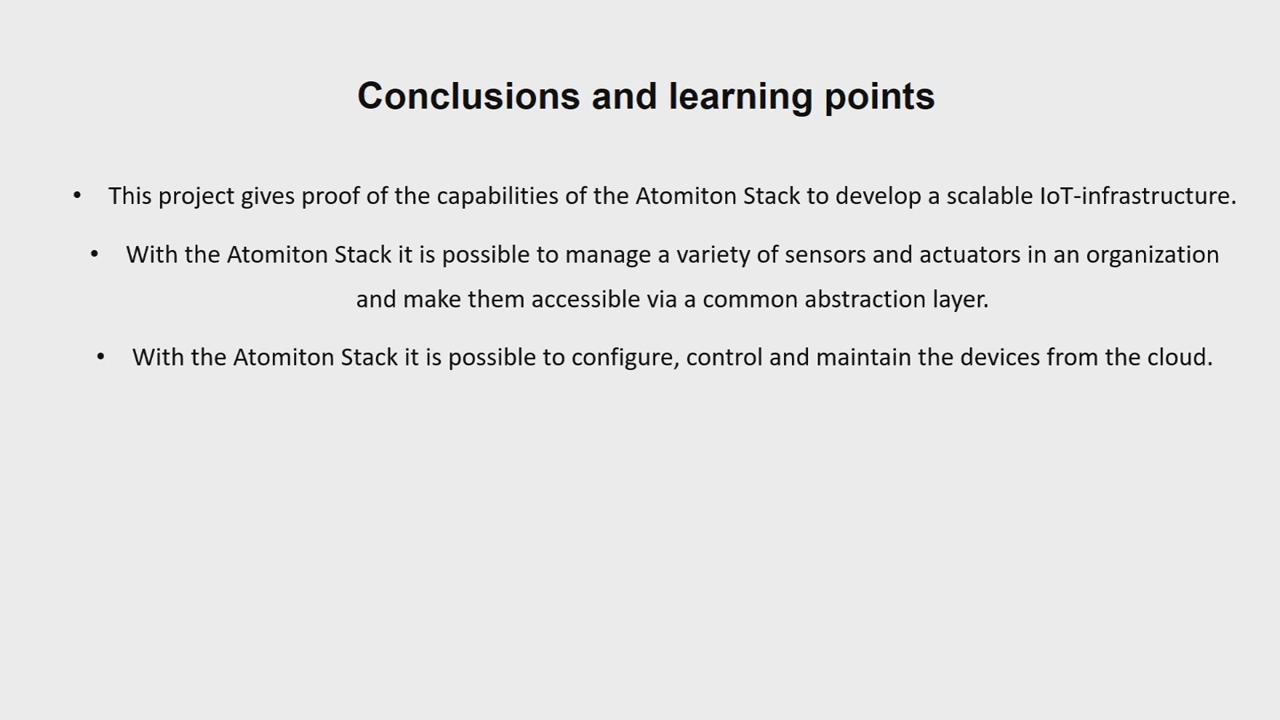 Conclusions and learning points
• This project gives proof of the capabilities of the Atomiton Stack to develop a scalable IoT-infrastructure.
• With the Atomiton Stack it is possible to manage a variety of sensors and actuators in an organization
and make them accessible via a common abstraction layer.
• With the Atomiton Stack it is possible to configure, control and maintain the devices from the cloud.